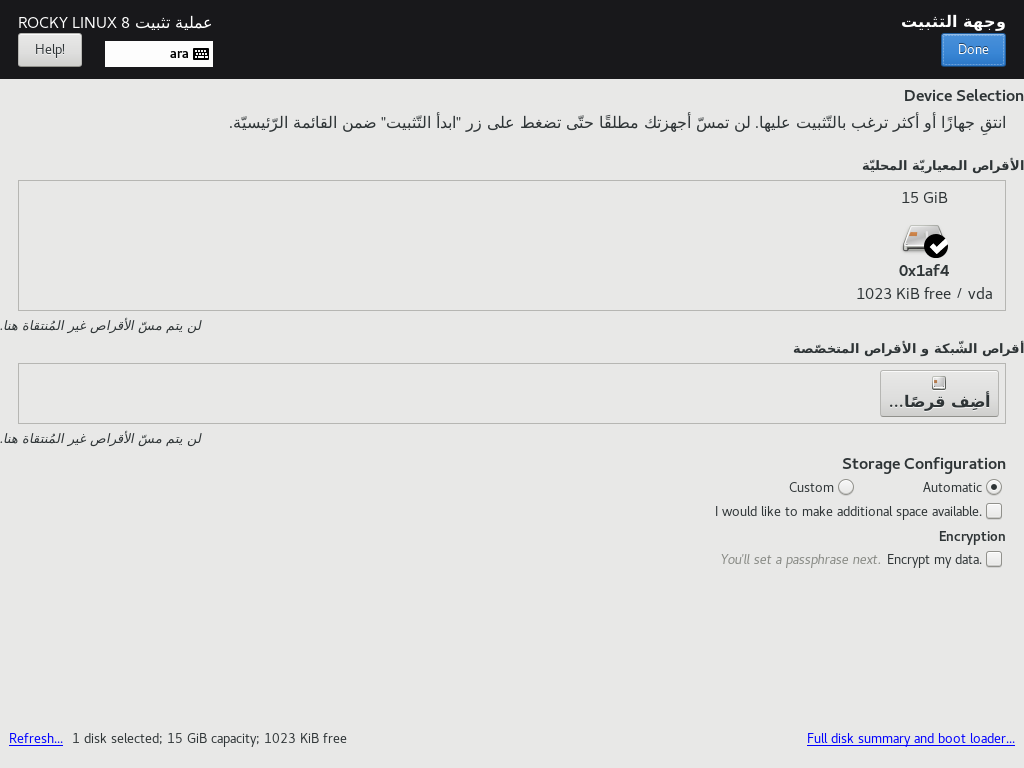 وجهة التثبيت
عملية تثبيت ROCKY LINUX 8
Done
ara
Help!
Device Selection
انتقِ جهازًا أو أكثر ترغب بالتّثبيت عليها. لن تمسّ أجهزتك مطلقًا حتّى تضغط على زر "ابدأ التّثبيت" ضمن القائمة الرّئيسيّة.
الأقراص المعياريّة المحليّة
15 GiB
0x1af4
1023 KiB free / vda
لن يتم مسّ الأقراص غير المُنتقاة هنا.
أقراص الشّبكة و الأقراص المتخصّصة
أضِف قرصًا...
لن يتم مسّ الأقراص غير المُنتقاة هنا.
Storage Configuration
Automatic
Custom
I would like to make additional space available.
Encryption
Encrypt my data.
You'll set a passphrase next.
Full disk summary and boot loader...
1 disk selected; 15 GiB capacity; 1023 KiB free
Refresh...